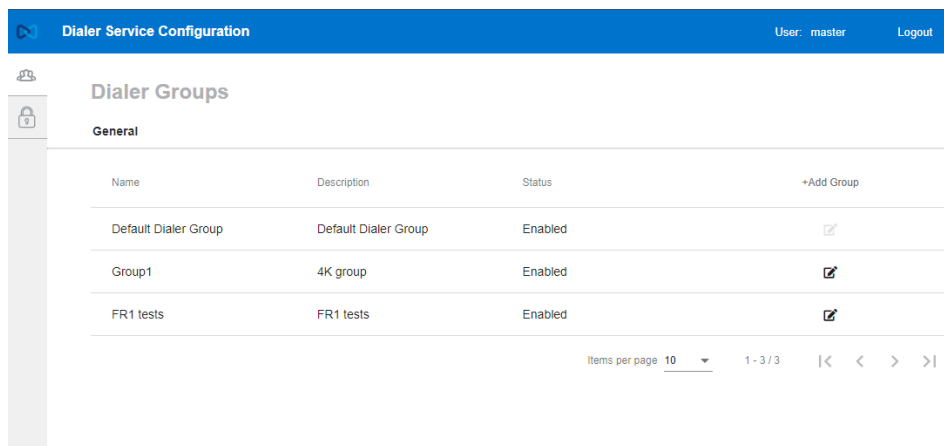 Dialer Service Configuration User: master Logout
Dialer Groups
General
Name Description Status +Add Group
Default Dialer Group Default Dialer Group Enabled
Group1 4K group Enabled
FR1 tests FR1 tests Enabled
Items per page 10 1 - 3 / 3